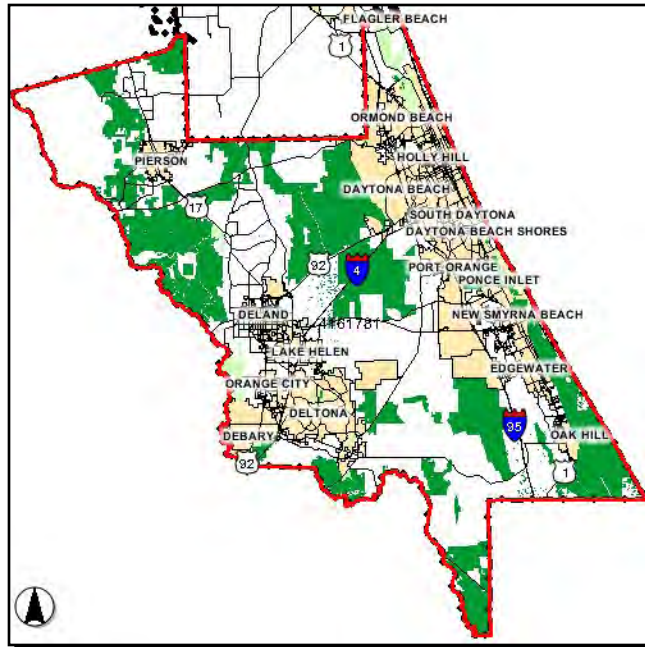 FLAGLER BEACH
1
ORMOND BEACH
HOLLY HILL
PIERSON
DAYTONA BEACH
17
SOUTH DAYTONA
DAYTONA BEACH SHORES
92
4
PORT ORANGE
PONCE INLET
DELAND
4161781
NEW SMYRNA BEACH
LAKE HELEN
EDGEWATER
ORANGE CITY
DELTONA
95
DEBARY
OAK HILL
92
1